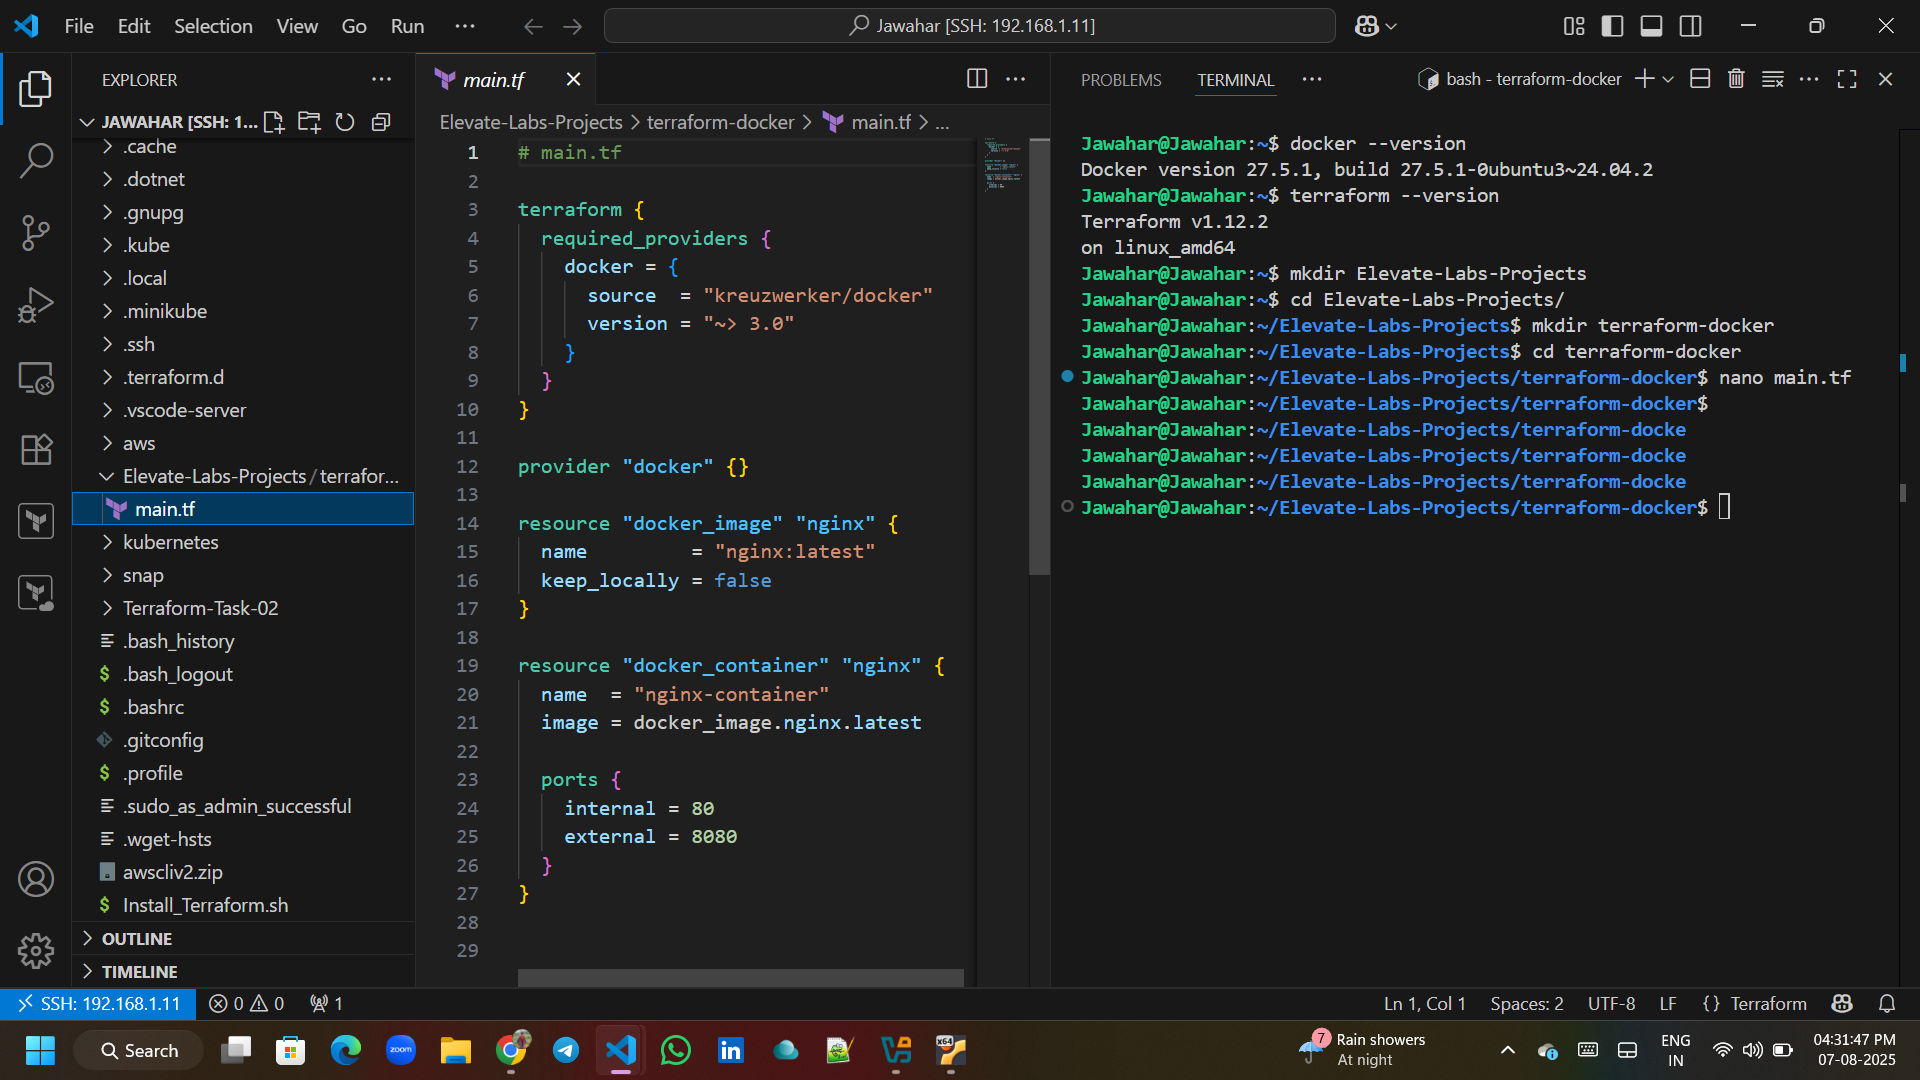 File Edit Selection View Go Run ···
Jawahar [SSH: 192.168.1.11]
EXPLORER
JAWAHAR [SSH: 1...
.cache
.dotnet
.gnupg
.kube
.local
.minikube
.ssh
.terraform.d
.vscode-server
aws
Elevate-Labs-Projects / terrafor...
main.tf
kubernetes
snap
Terraform-Task-02
.bash_history
.bash_logout
.bashrc
.gitconfig
.profile
.sudo_as_admin_successful
.wget-hsts
awscliv2.zip
Install_Terraform.sh
OUTLINE
TIMELINE
main.tf
Elevate-Labs-Projects > terraform-docker > main.tf > ...
1 # main.tf
2
3 terraform {
4   required_providers {
5     docker = {
6       source  = "kreuzwerker/docker"
7       version = "~> 3.0"
8     }
9   }
10 }
11
12 provider "docker" {}
13
14 resource "docker_image" "nginx" {
15   name         = "nginx:latest"
16   keep_locally = false
17 }
18
19 resource "docker_container" "nginx" {
20   name  = "nginx-container"
21   image = docker_image.nginx.latest
22
23   ports {
24     internal = 80
25     external = 8080
26   }
27 }
28
29
PROBLEMS TERMINAL ···
bash - terraform-docker
Jawahar@Jawahar:~$ docker --version
Docker version 27.5.1, build 27.5.1-0ubuntu3~24.04.2
Jawahar@Jawahar:~$ terraform --version
Terraform v1.12.2
on linux_amd64
Jawahar@Jawahar:~$ mkdir Elevate-Labs-Projects
Jawahar@Jawahar:~$ cd Elevate-Labs-Projects/
Jawahar@Jawahar:~/Elevate-Labs-Projects$ mkdir terraform-docker
Jawahar@Jawahar:~/Elevate-Labs-Projects$ cd terraform-docker
Jawahar@Jawahar:~/Elevate-Labs-Projects/terraform-docker$ nano main.tf
Jawahar@Jawahar:~/Elevate-Labs-Projects/terraform-docker$
Jawahar@Jawahar:~/Elevate-Labs-Projects/terraform-docke
Jawahar@Jawahar:~/Elevate-Labs-Projects/terraform-docke
Jawahar@Jawahar:~/Elevate-Labs-Projects/terraform-docke
Jawahar@Jawahar:~/Elevate-Labs-Projects/terraform-docker$
SSH: 192.168.1.11 0 0 1
Ln 1, Col 1 Spaces: 2 UTF-8 LF {} Terraform
Search
zoom
in
x64
7
Rain showers
At night
ENG
IN
04:31:47 PM
07-08-2025